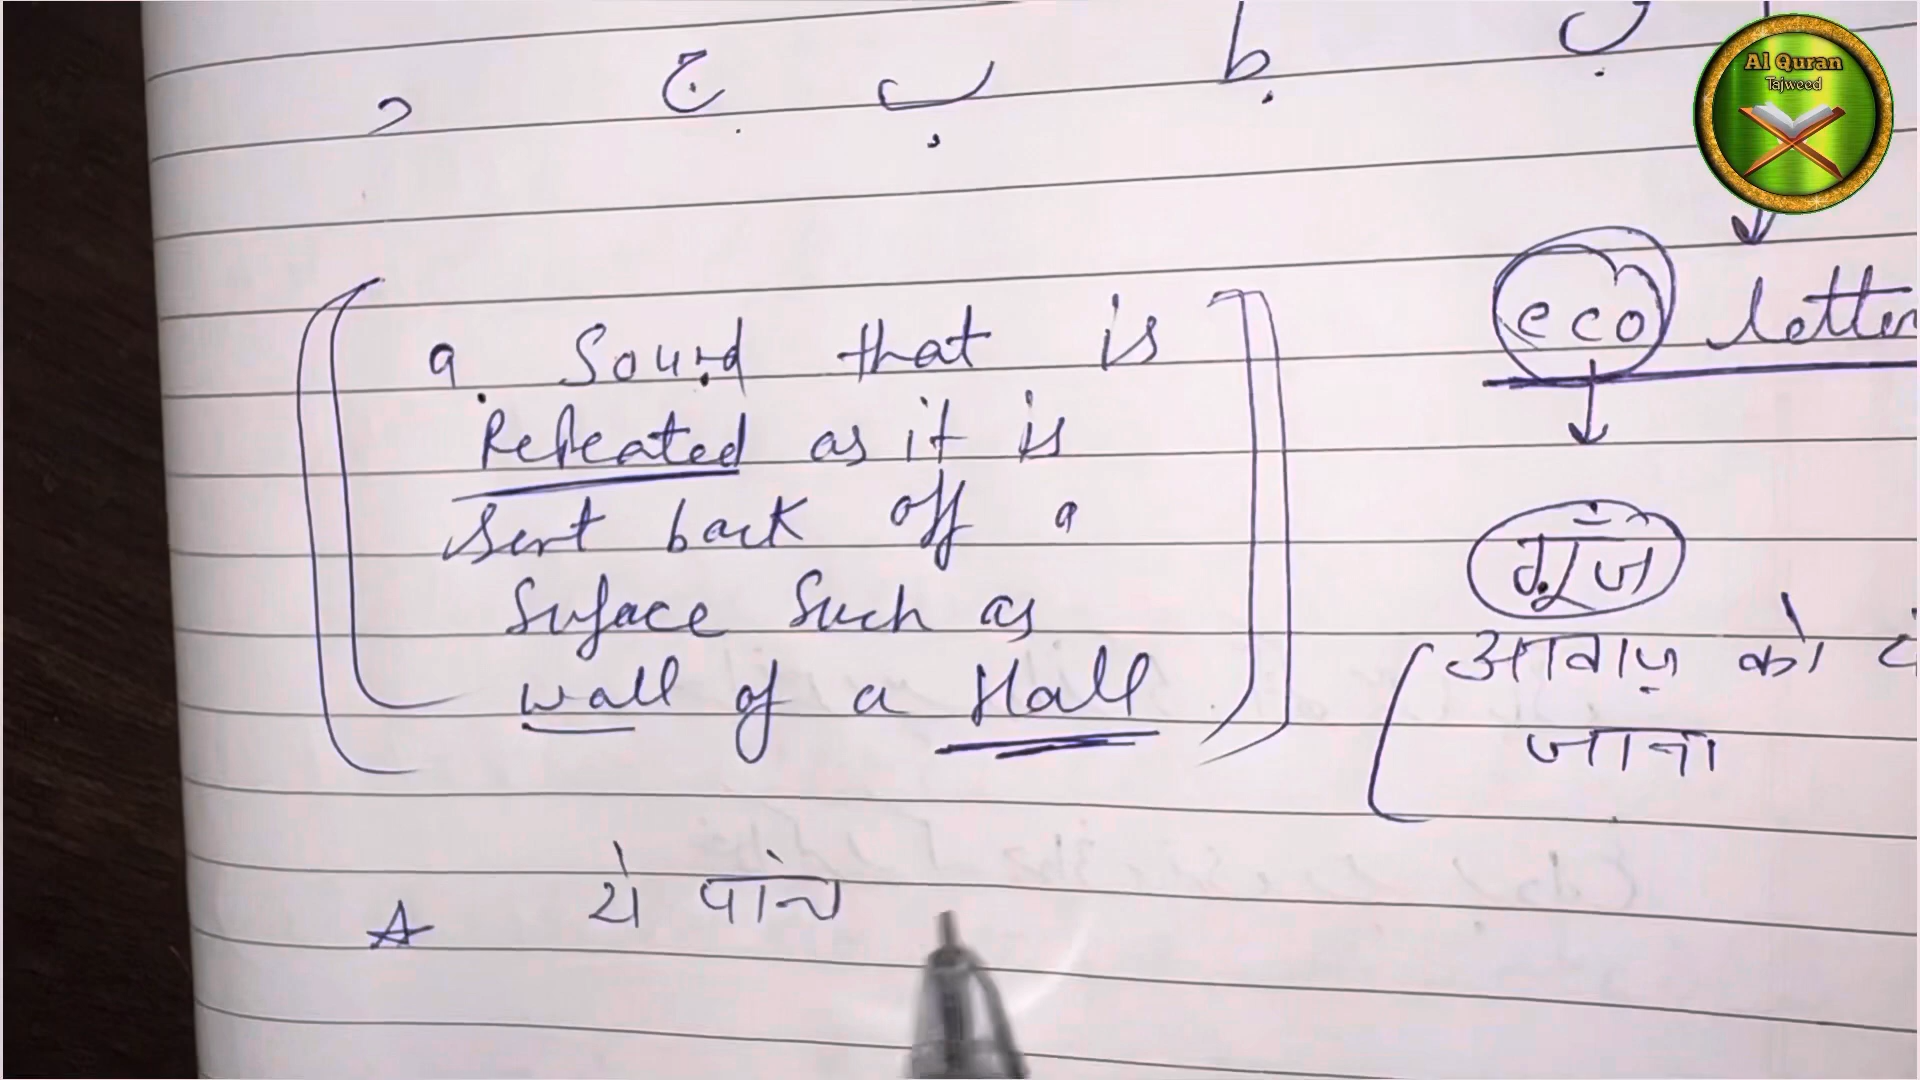 ق ط ب ج د
Al Quran
Tajweed
eco letter
a Sound that is
Repeated as it is
sent back off a
Suface Such as
wall of a Hall
गूंज
आवाज़ को
जाना
ये पांच